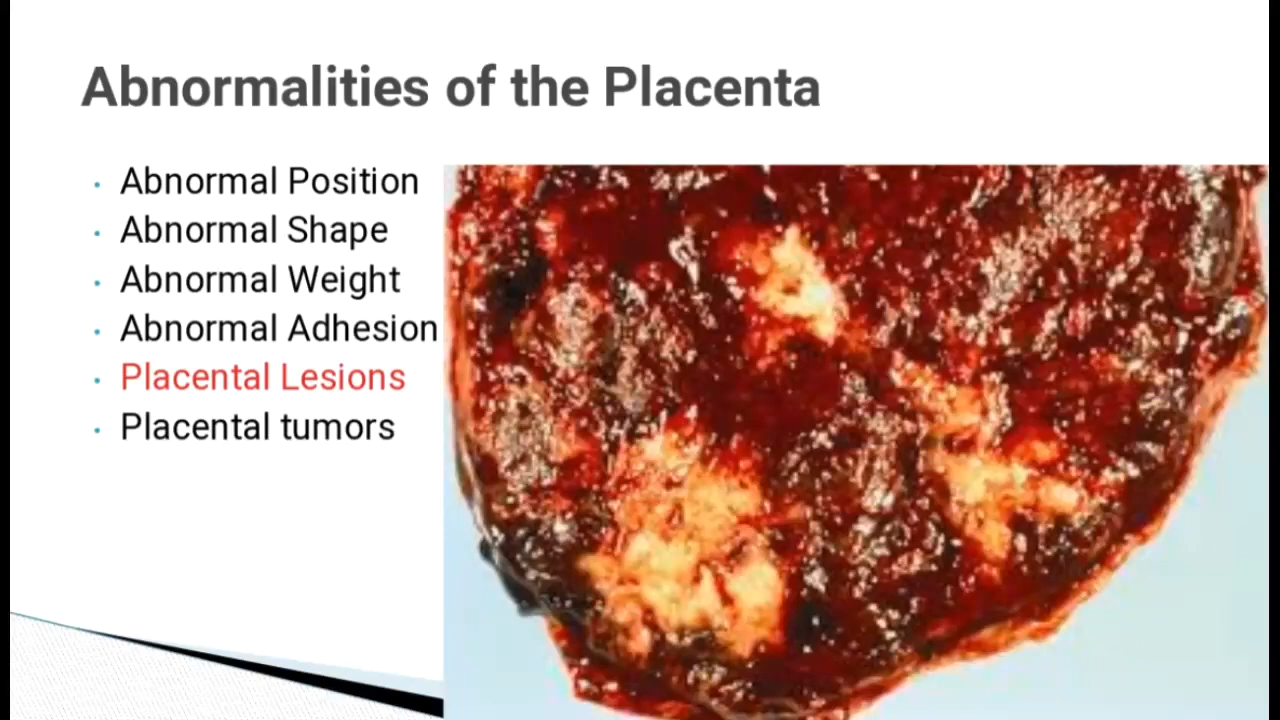 Abnormalities of the Placenta
Abnormal Position
Abnormal Shape
Abnormal Weight
Abnormal Adhesion
Placental Lesions
Placental tumors